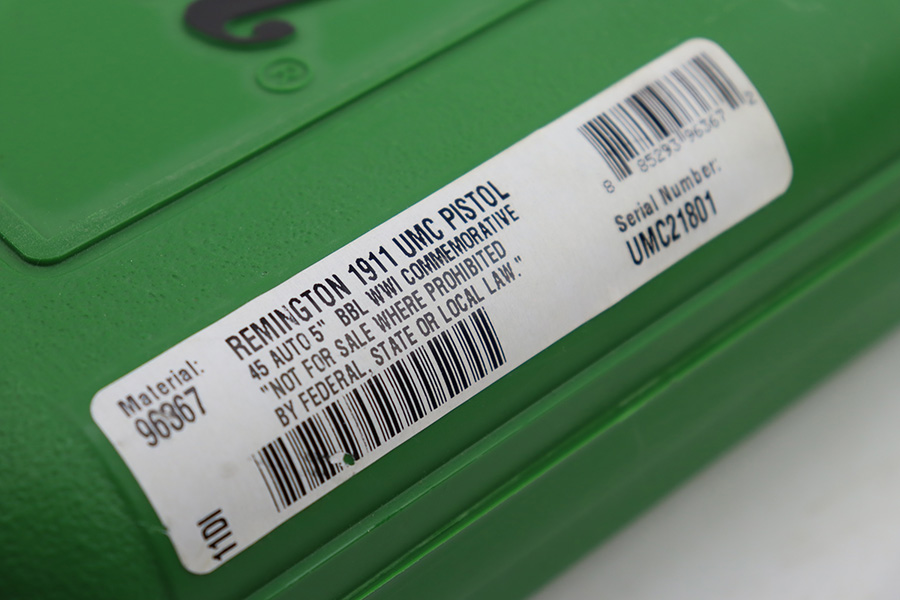 Material:
96367
REMINGTON 1911 UMC PISTOL
45 AUTO 5" BBL WWI COMMEMORATIVE
"NOT FOR SALE WHERE PROHIBITED
BY FEDERAL, STATE OR LOCAL LAW."
8 85293 96367 2
Serial Number:
UMC21801
®